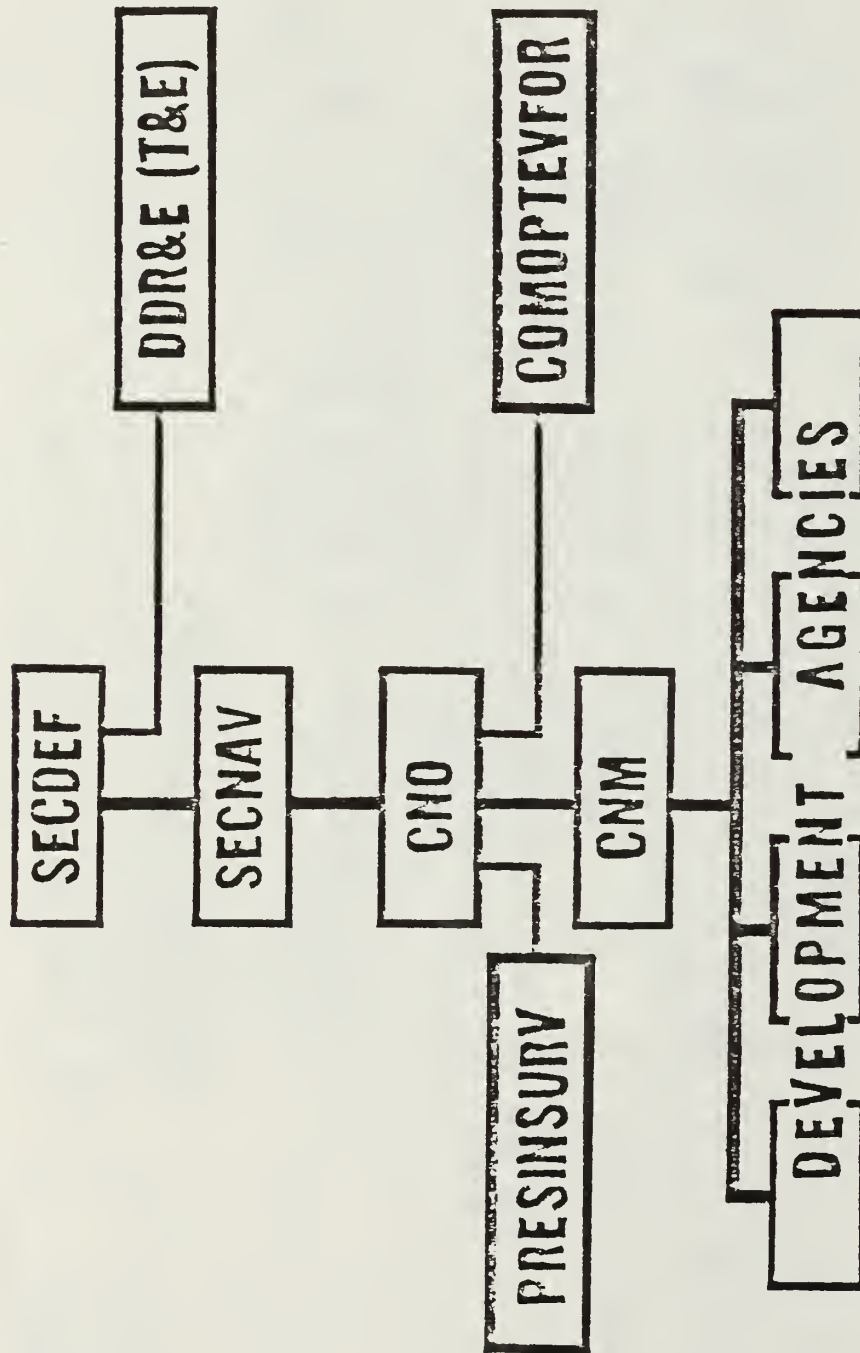 SECDEF
DDR&E (T&E)
SECNAV
CNO
PRESINSURV
COMOPTEVFOR
CNM
DEVELOPMENT AGENCIES